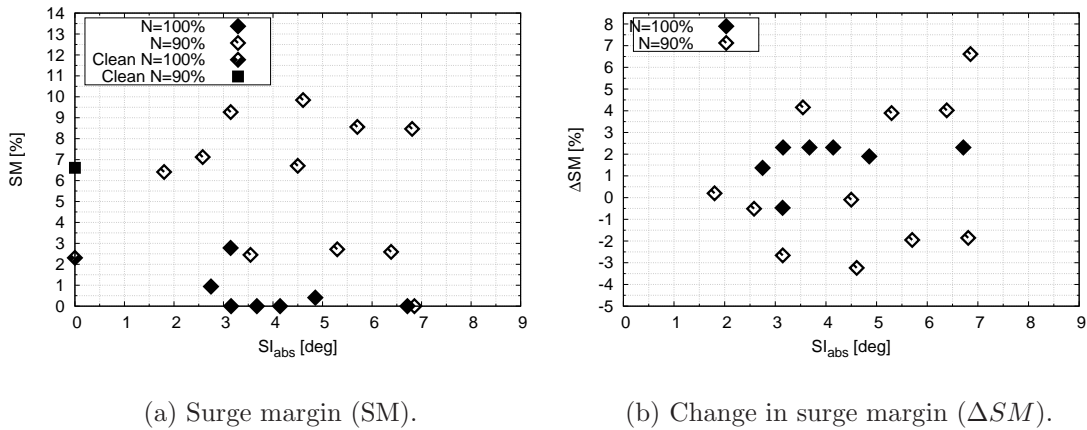 14
13
12
11
10
9
8
7
6
5
4
3
2
1
0
SM [%]
N=100%
N=90%
Clean N=100%
Clean N=90%
0 1 2 3 4 5 6 7 8 9
SI_abs [deg]
8
7
6
5
4
3
2
1
0
-1
-2
-3
-4
-5
ΔSM [%]
N=100%
N=90%
0 1 2 3 4 5 6 7 8 9
SI_abs [deg]
(a) Surge margin (SM).
(b) Change in surge margin (ΔSM).